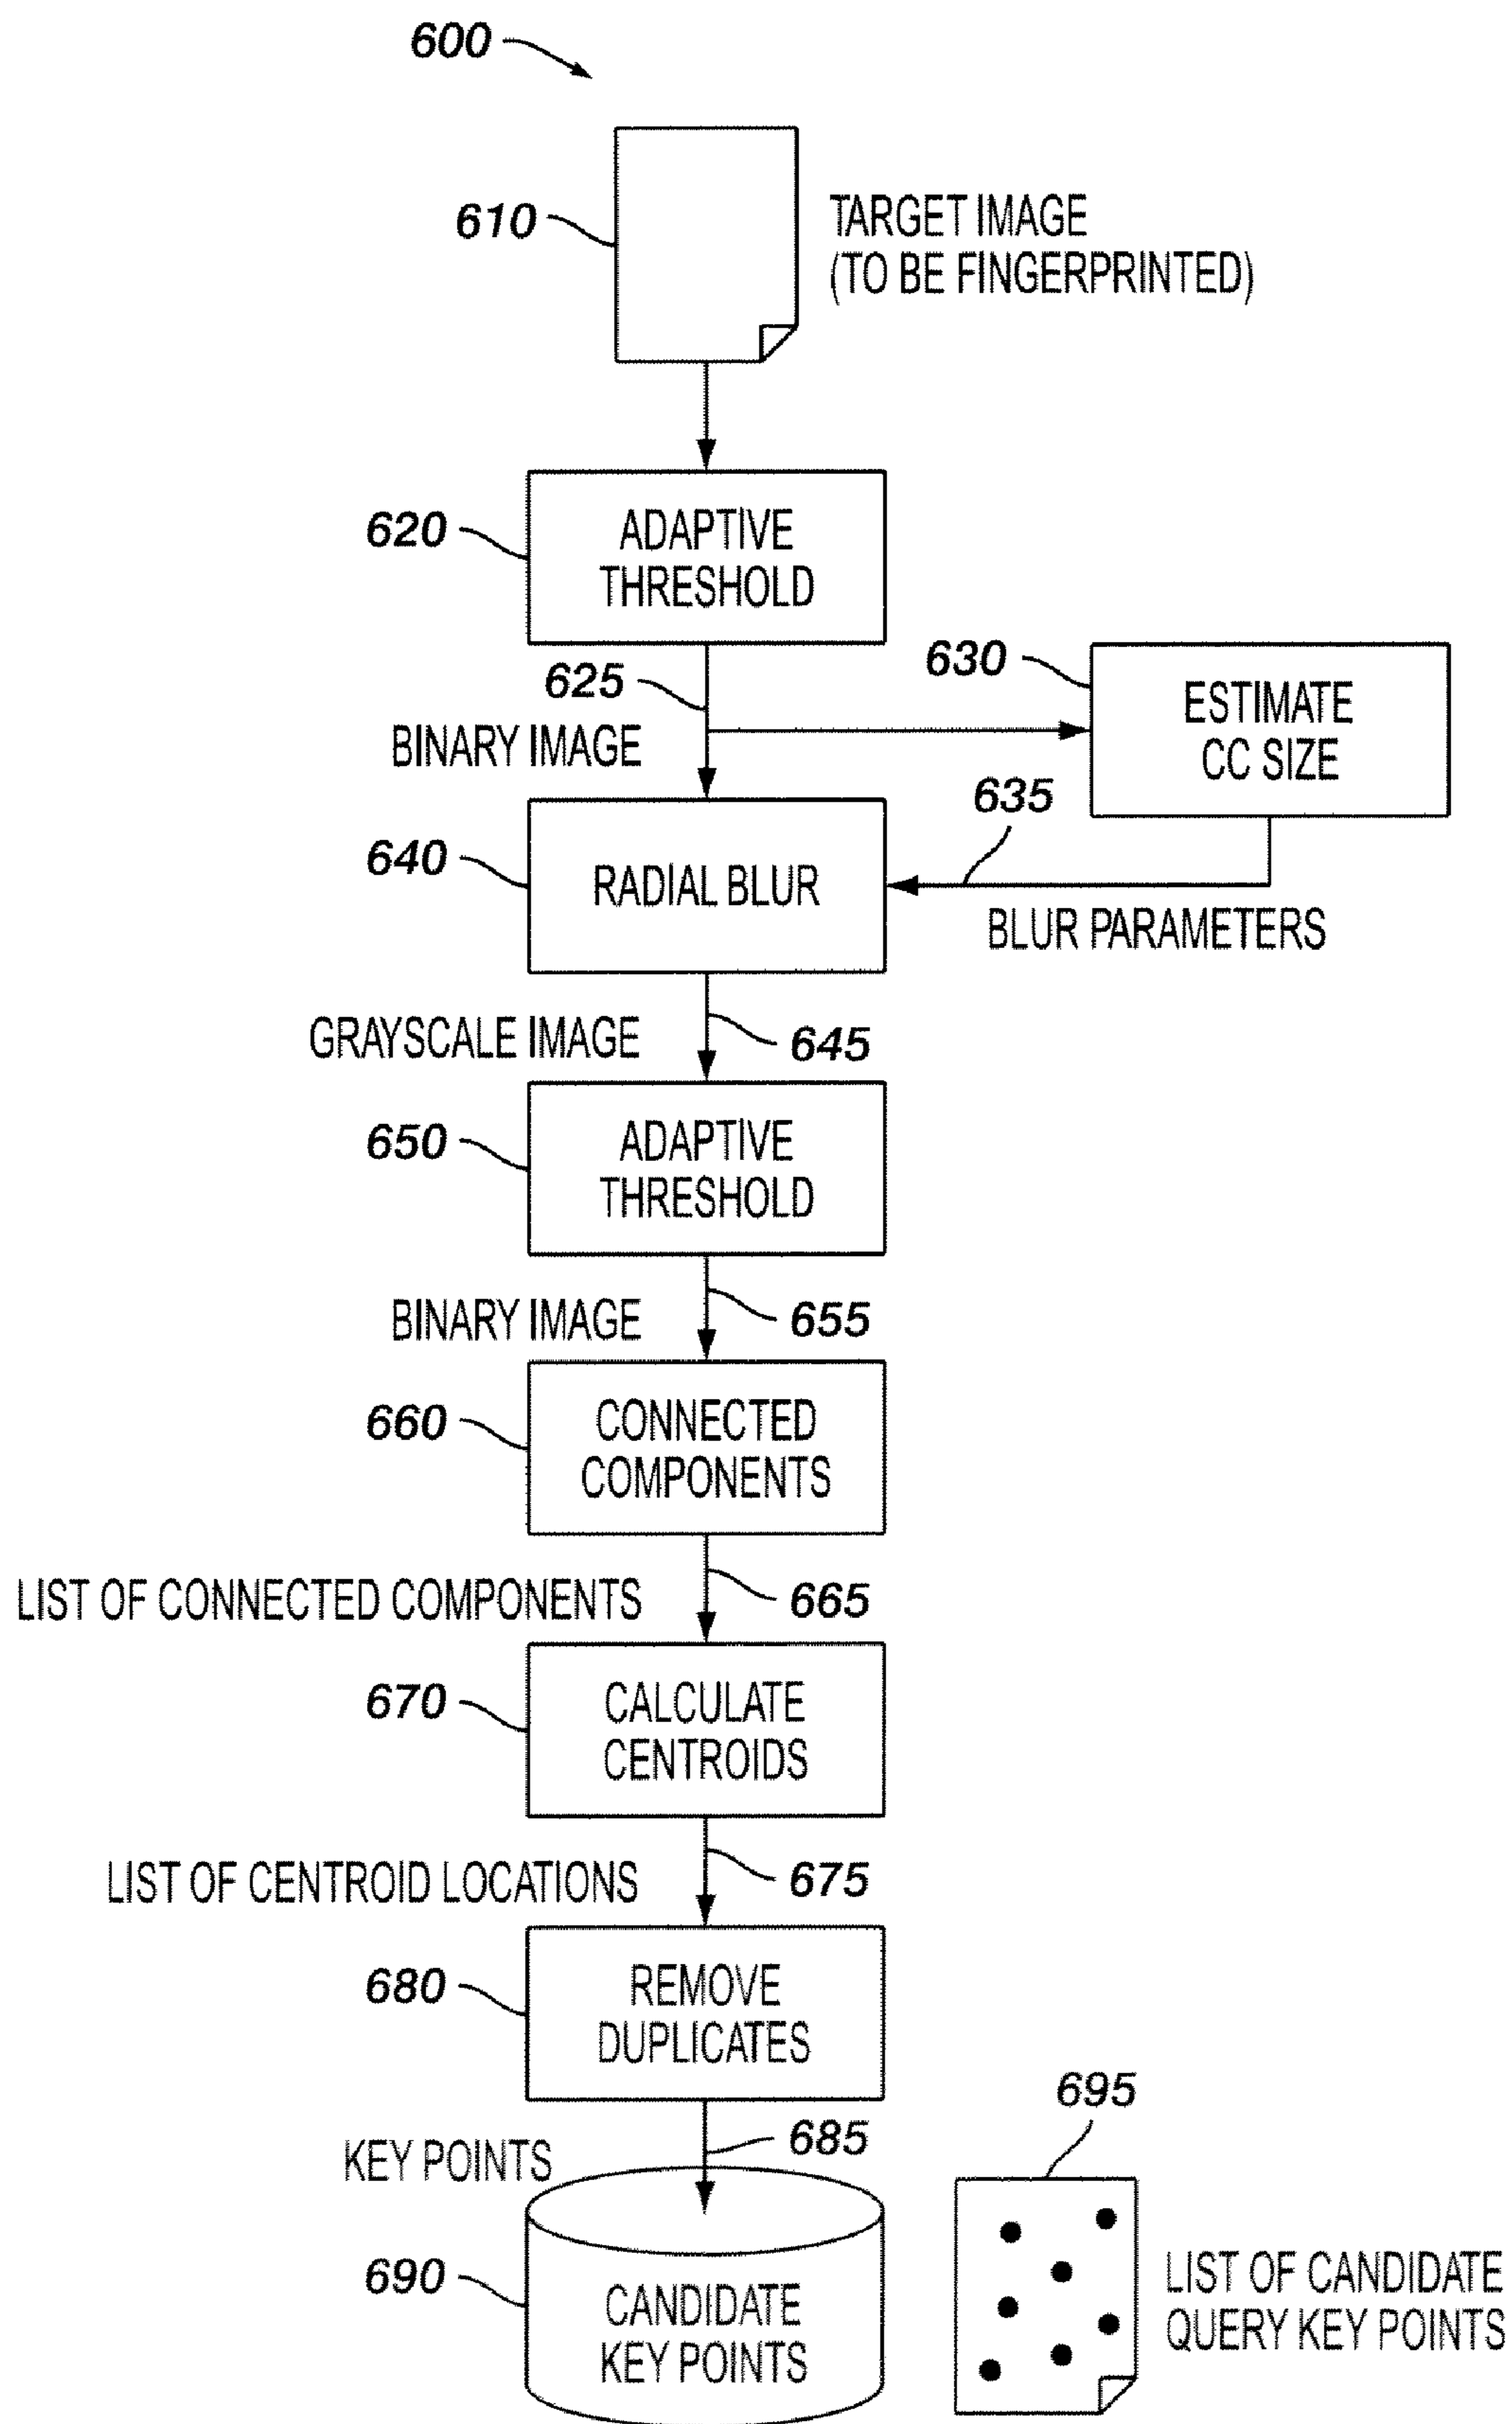 600
610
TARGET IMAGE
(TO BE FINGERPRINTED)
620
ADAPTIVE
THRESHOLD
625
BINARY IMAGE
630
ESTIMATE
CC SIZE
635
BLUR PARAMETERS
640
RADIAL BLUR
GRAYSCALE IMAGE
645
650
ADAPTIVE
THRESHOLD
BINARY IMAGE
655
660
CONNECTED
COMPONENTS
LIST OF CONNECTED COMPONENTS
665
670
CALCULATE
CENTROIDS
LIST OF CENTROID LOCATIONS
675
680
REMOVE
DUPLICATES
KEY POINTS
685
690
CANDIDATE
KEY POINTS
695
LIST OF CANDIDATE
QUERY KEY POINTS